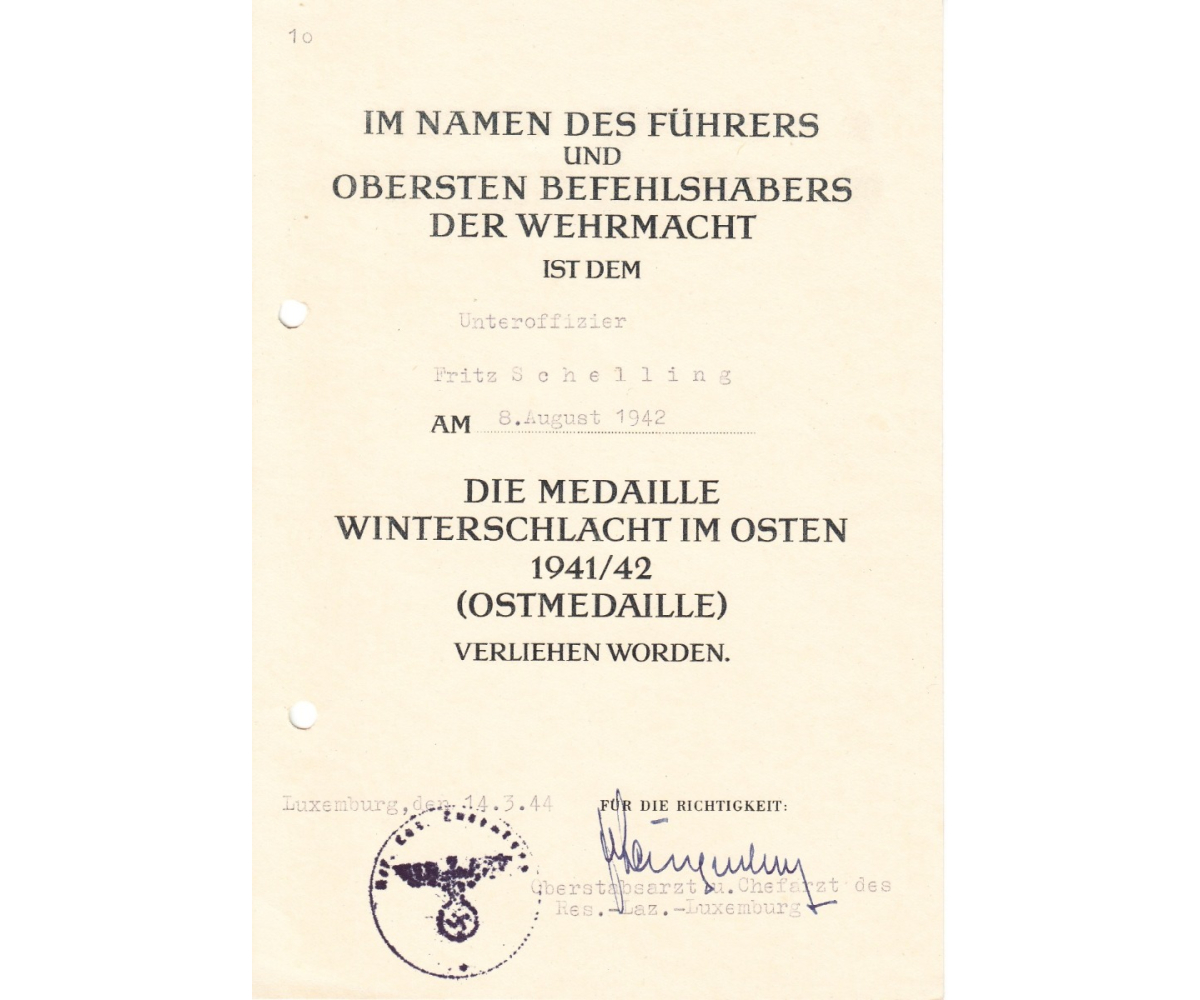 1o
IM NAMEN DES FÜHRERS
UND
OBERSTEN BEFEHLSHABERS
DER WEHRMACHT
IST DEM
Unteroffizier
Fritz S c h e l l i n g
AM 8.August 1942
DIE MEDAILLE
WINTERSCHLACHT IM OSTEN
1941/42
(OSTMEDAILLE)
VERLIEHEN WORDEN.
Luxemburg,den 14.3.44
FÜR DIE RICHTIGKEIT:
Oberstabsarzt u. Chefarzt des
Res.-Laz.-Luxemburg